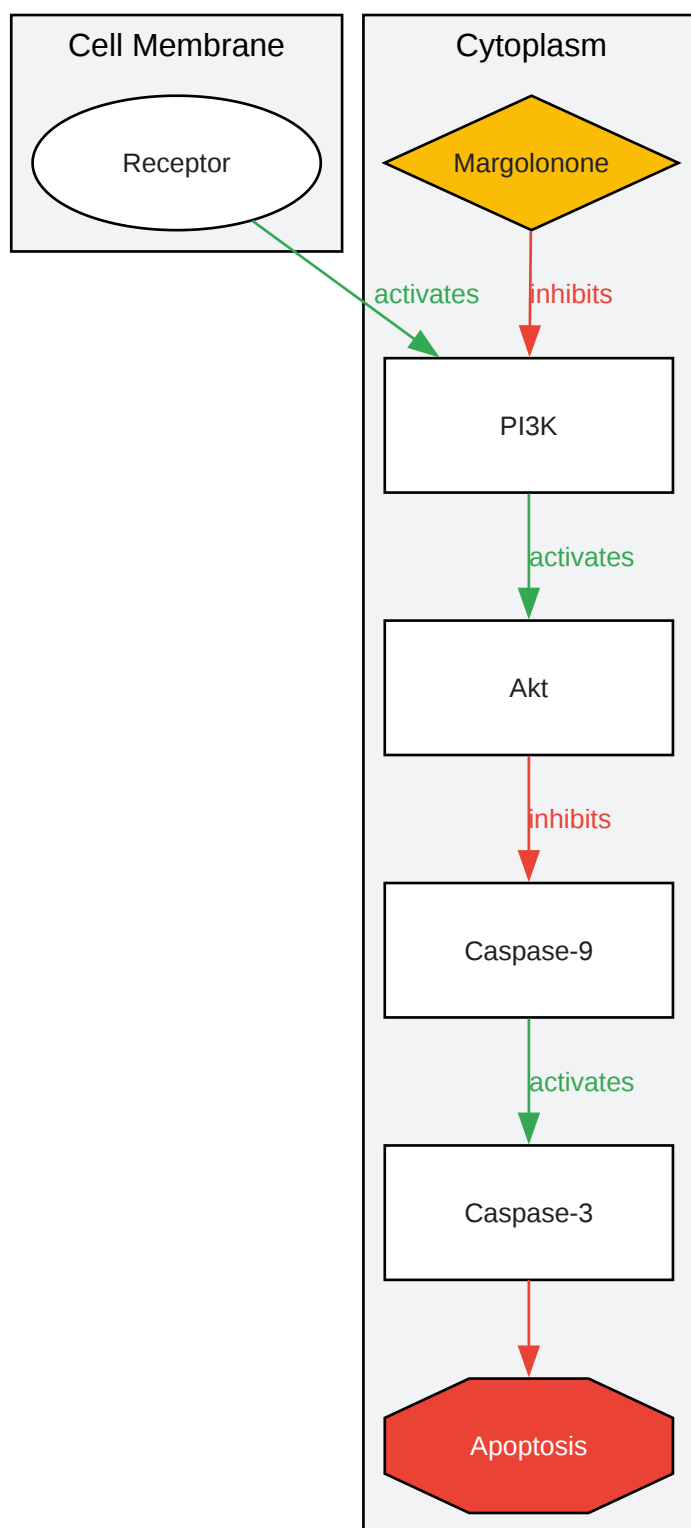 Cell Membrane
Cytoplasm
Receptor
Margolonone
activates
inhibits
PI3K
activates
Akt
inhibits
Caspase-9
activates
Caspase-3
Apoptosis